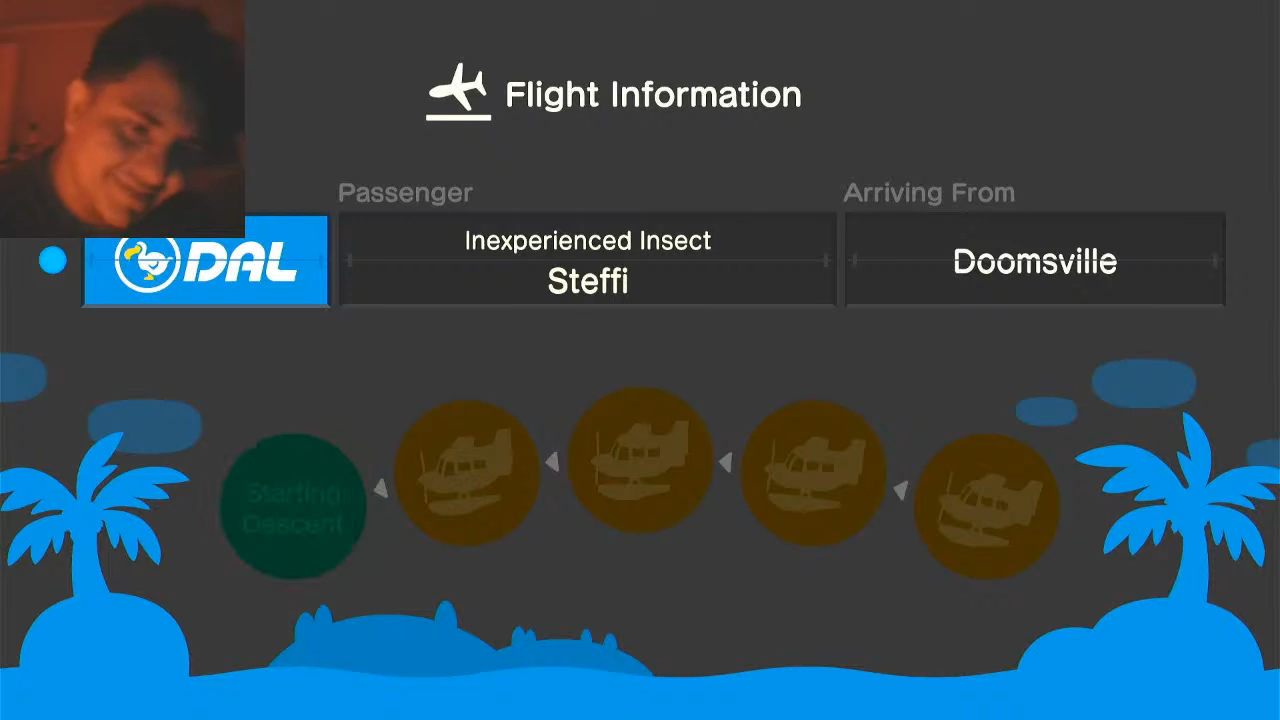 Flight Information
Passenger
Arriving From
DAL
Inexperienced Insect
Steffi
Doomsville
Starting
Descent